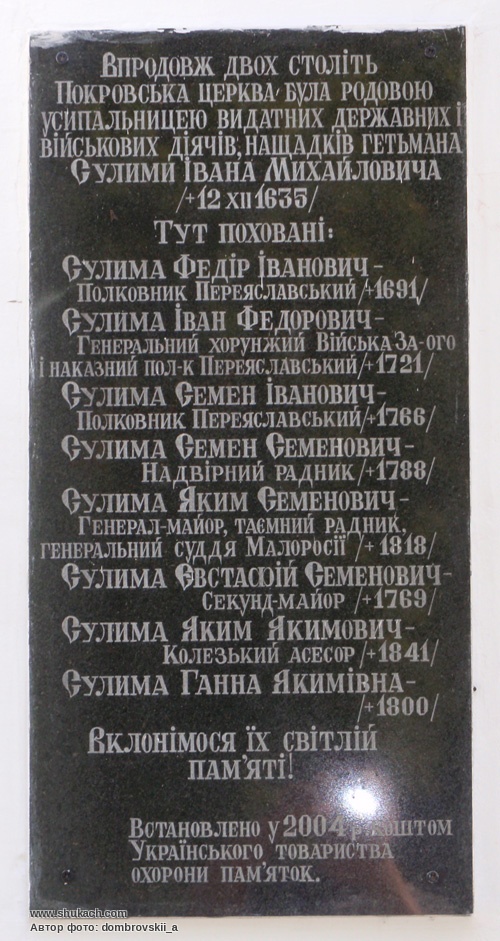 Впродовж двох століть
Покровська церква була родовою
усипальницею видатних державних і
військових діячів, нащадків гетьмана
Сулими Івана Михайловича
/+12 XII 1635/
Тут поховані:
Сулима Федір Іванович–
Полковник Переяславський /+1691/
Сулима Іван Федорович–
Генеральний хорунжий Війська За-ого
і наказний пол-к Переяславський /+1721/
Сулима Семен Іванович–
Полковник Переяславський /+1766/
Сулима Семен Семенович–
Надвірний радник /+1788/
Сулима Яким Семенович–
Генерал-майор, таємний радник,
генеральний суддя Малоросії /+1818/
Сулима Євстафій Семенович–
Секунд-майор /+1769/
Сулима Яким Якимович–
Колезький асесор /+1841/
Сулима Ганна Якимівна–
/+1800/
Вклонімося їх світлій
пам'яті!
Встановлено у 2004 р. коштом
Українського товариства
охорони пам'яток.
www.shukach.com
Автор фото: dombrovskii_a